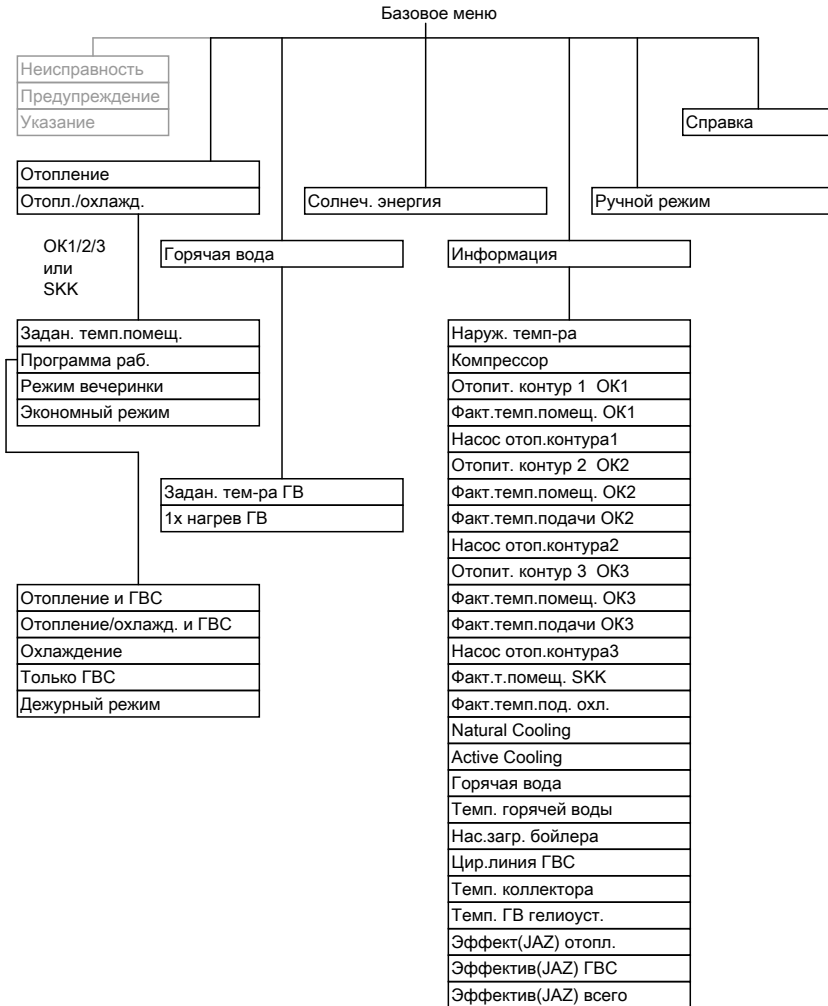 Базовое меню
Неисправность
Предупреждение
Указание
Справка
Отопление
Отопл./охлажд.
Солнеч. энергия
Ручной режим
ОК1/2/3
или
SKK
Горячая вода
Информация
Задан. темп.помещ.
Программа раб.
Режим вечеринки
Экономный режим
Задан. тем-ра ГВ
1x нагрев ГВ
Отопление и ГВС
Отопление/охлажд. и ГВС
Охлаждение
Только ГВС
Дежурный режим
Наруж. темп-ра
Компрессор
Отопит. контур 1 ОК1
Факт.темп.помещ. ОК1
Насос отоп.контура1
Отопит. контур 2 ОК2
Факт.темп.помещ. ОК2
Факт.темп.подачи ОК2
Насос отоп.контура2
Отопит. контур 3 ОК3
Факт.темп.помещ. ОК3
Факт.темп.подачи ОК3
Насос отоп.контура3
Факт.т.помещ. SKK
Факт.темп.под. охл.
Natural Cooling
Active Cooling
Горячая вода
Темп. горячей воды
Нас.загр. бойлера
Цир.линия ГВС
Темп. коллектора
Темп. ГВ гелиоуст.
Эффект(JAZ) отопл.
Эффектив(JAZ) ГВС
Эффектив(JAZ) всего